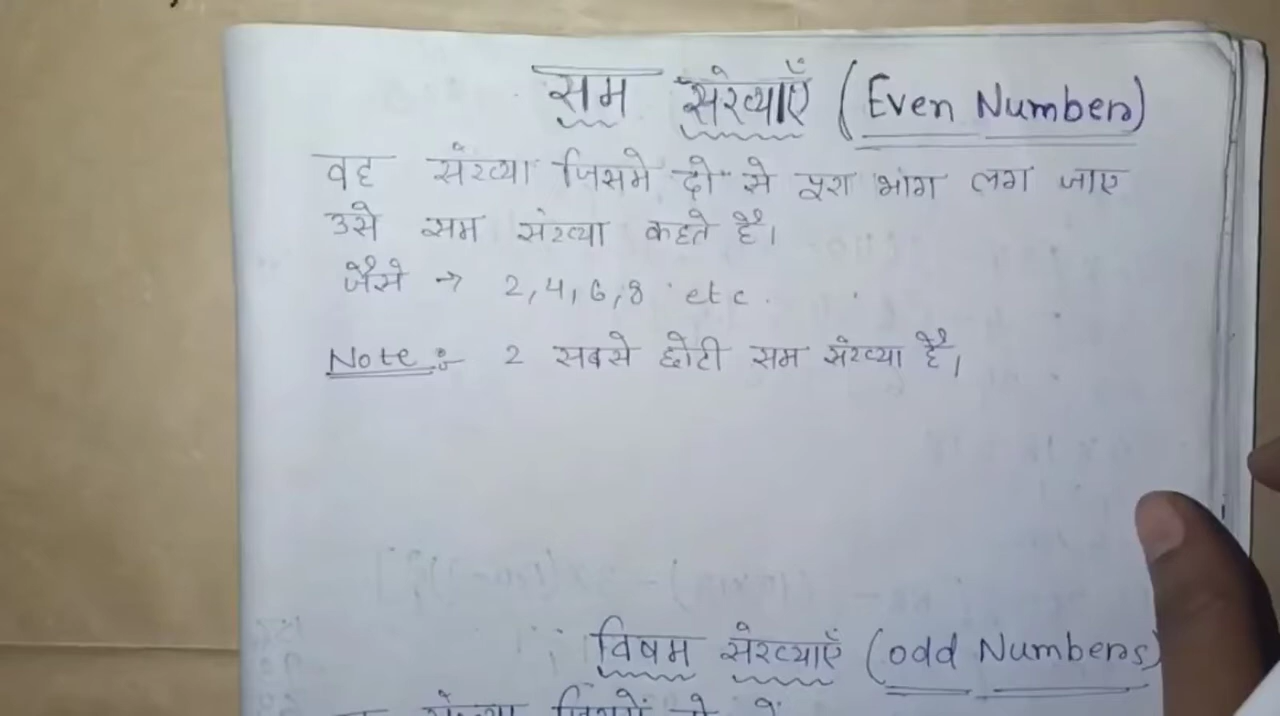 सम संख्याएँ (Even Numbers)
वह संख्या जिसमे दो से पूरा भाग लग जाए
उसे सम संख्या कहते है।
जैसे → 2, 4, 6, 8 etc.
Note :- 2 सबसे छोटी सम संख्या है।
विषम संख्याएँ (odd Numbers)
संख्या